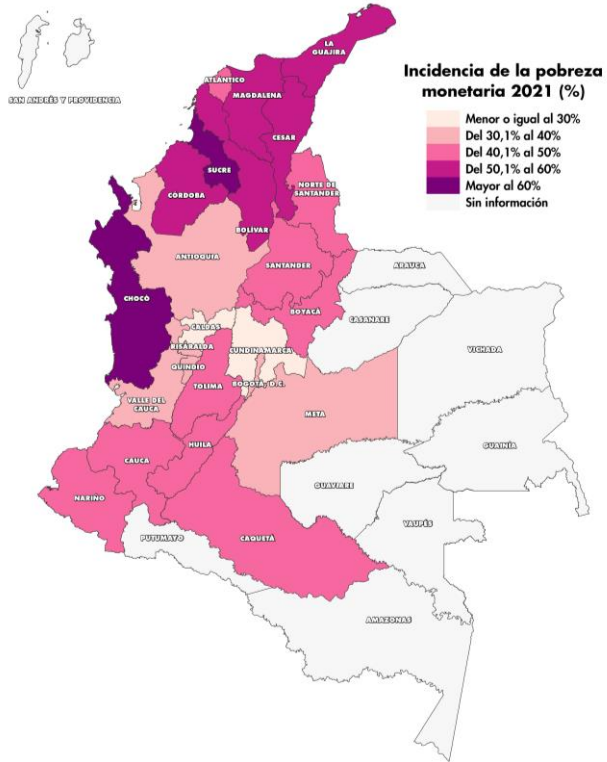 SAN ANDRÉS Y PROVIDENCIA
Incidencia de la pobreza
monetaria 2021 (%)
Menor o igual al 30%
Del 30,1% al 40%
Del 40,1% al 50%
Del 50,1% al 60%
Mayor al 60%
Sin información
LA
GUAJIRA
ATLÁNTICO
MAGDALENA
CESAR
SUCRE
NORTE DE
SANTANDER
CÓRDOBA
BOLÍVAR
ANTIOQUIA
SANTANDER
ARAUCA
CHOCÓ
BOYACÁ
CASANARE
CALDAS
RISARALDA
CUNDINAMARCA
VICHADA
QUINDÍO
BOGOTÁ, D.C.
TOLIMA
VALLE DEL
CAUCA
META
HUILA
GUAINÍA
CAUCA
GUAVIARE
NARIÑO
VAUPÉS
PUTUMAYO
CAQUETÁ
AMAZONAS